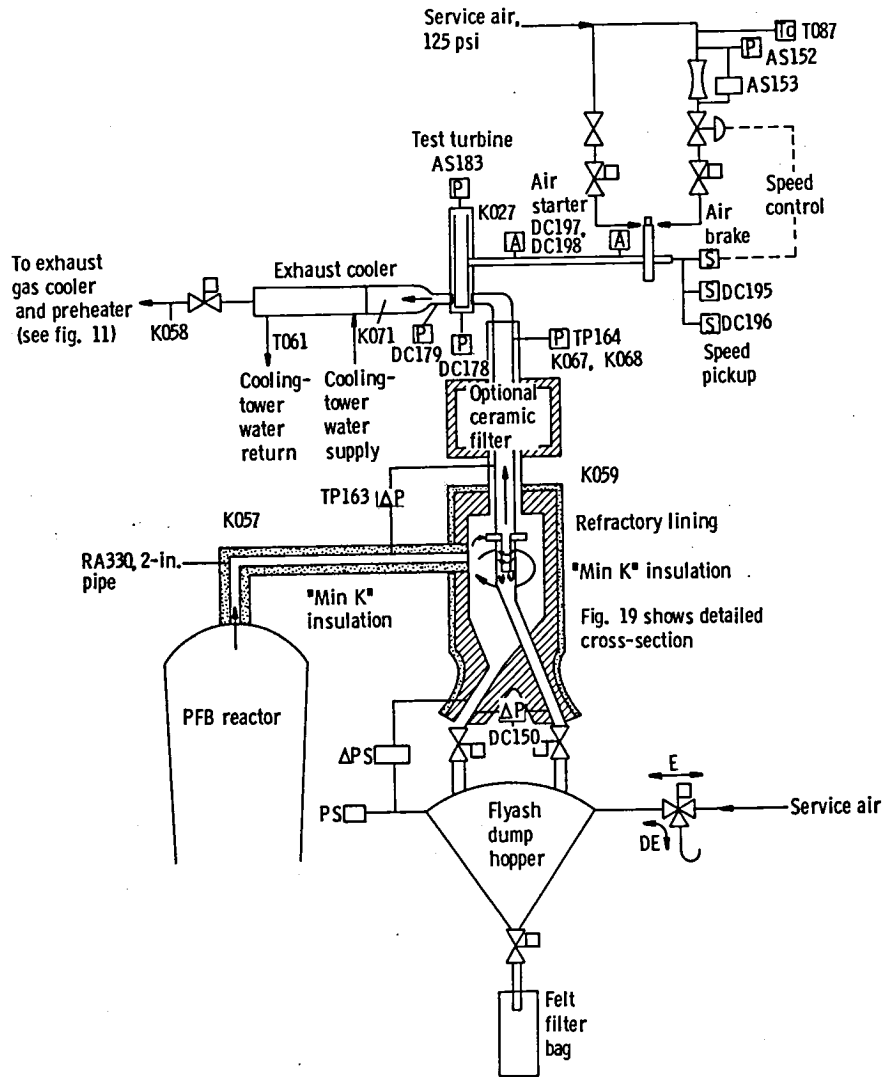 Service air,
125 psi
Tc T087
P
AS152
AS153
Test turbine
AS183
P
K027
Air
starter
DC197,
DC198
A
A
Speed
control
Air
brake
S
S DC195
S DC196
Speed
pickup
To exhaust
gas cooler
and preheater
(see fig. 11)
K058
Exhaust cooler
T061
K071
P
DC179
P
DC178
P TP164
K067, K068
Cooling-
tower
water
return
Cooling-
tower
water
supply
Optional
ceramic
filter
K059
TP163 ΔP
K057
Refractory lining
RA330, 2-in.
pipe
"Min K"
insulation
"Min K" insulation
Fig. 19 shows detailed
cross-section
PFB reactor
ΔP
DC150
ΔPS
PS
E
Service air
DE
Flyash
dump
hopper
Felt
filter
bag